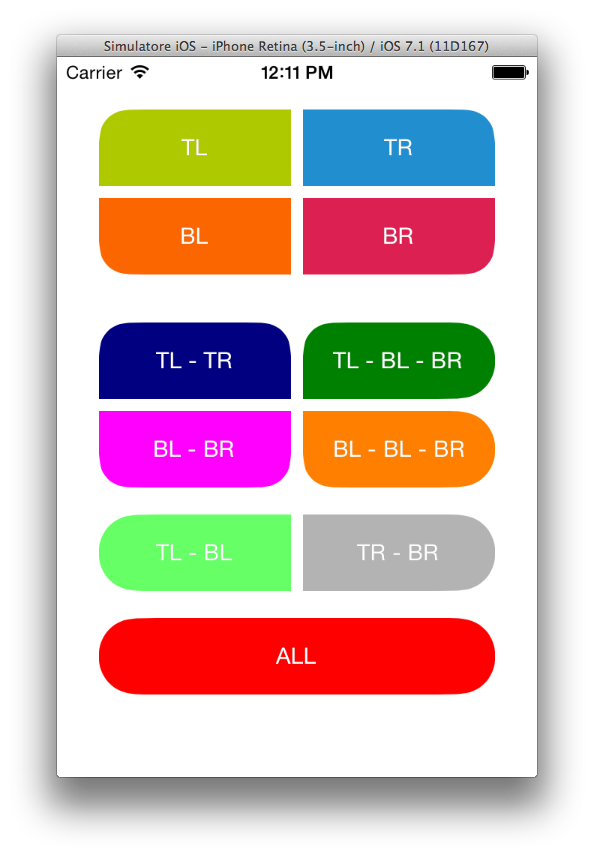 Simulatore iOS - iPhone Retina (3.5-inch) / iOS 7.1 (11D167)
Carrier 12:11 PM
TL TR
BL BR
TL - TR TL - BL - BR
BL - BR BL - BL - BR
TL - BL TR - BR
ALL